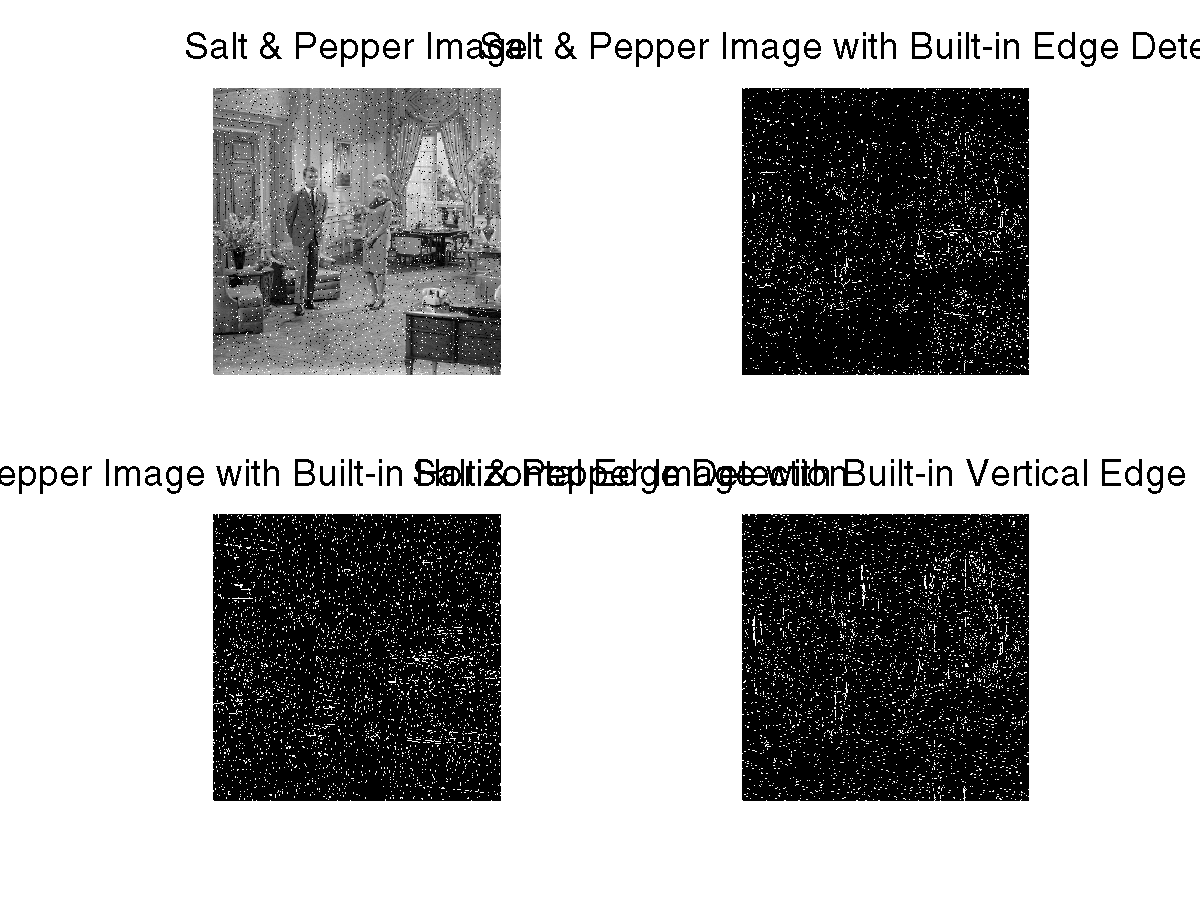 Salt & Pepper Image
Salt & Pepper Image with Built-in Edge Dete
epper Image with Built-in Horizontal Edge Detection
Salt & Pepper Image with Built-in Vertical Edge